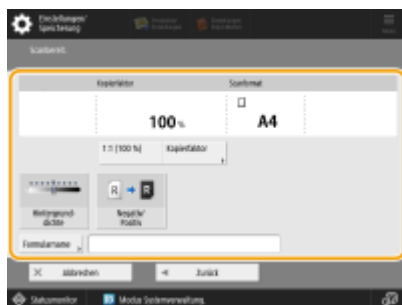 Einstellungen/
Speicherung
Scanbereit.
Kopierfaktor
Scanformat
100 %
A4
1:1 (100 %)
Kopierfaktor
R
R
Hintergrund-
dichte
Negativ/
Positiv
Formularname
Abbrechen
Zurück
Statusmonitor
Modus Systemverwaltung.